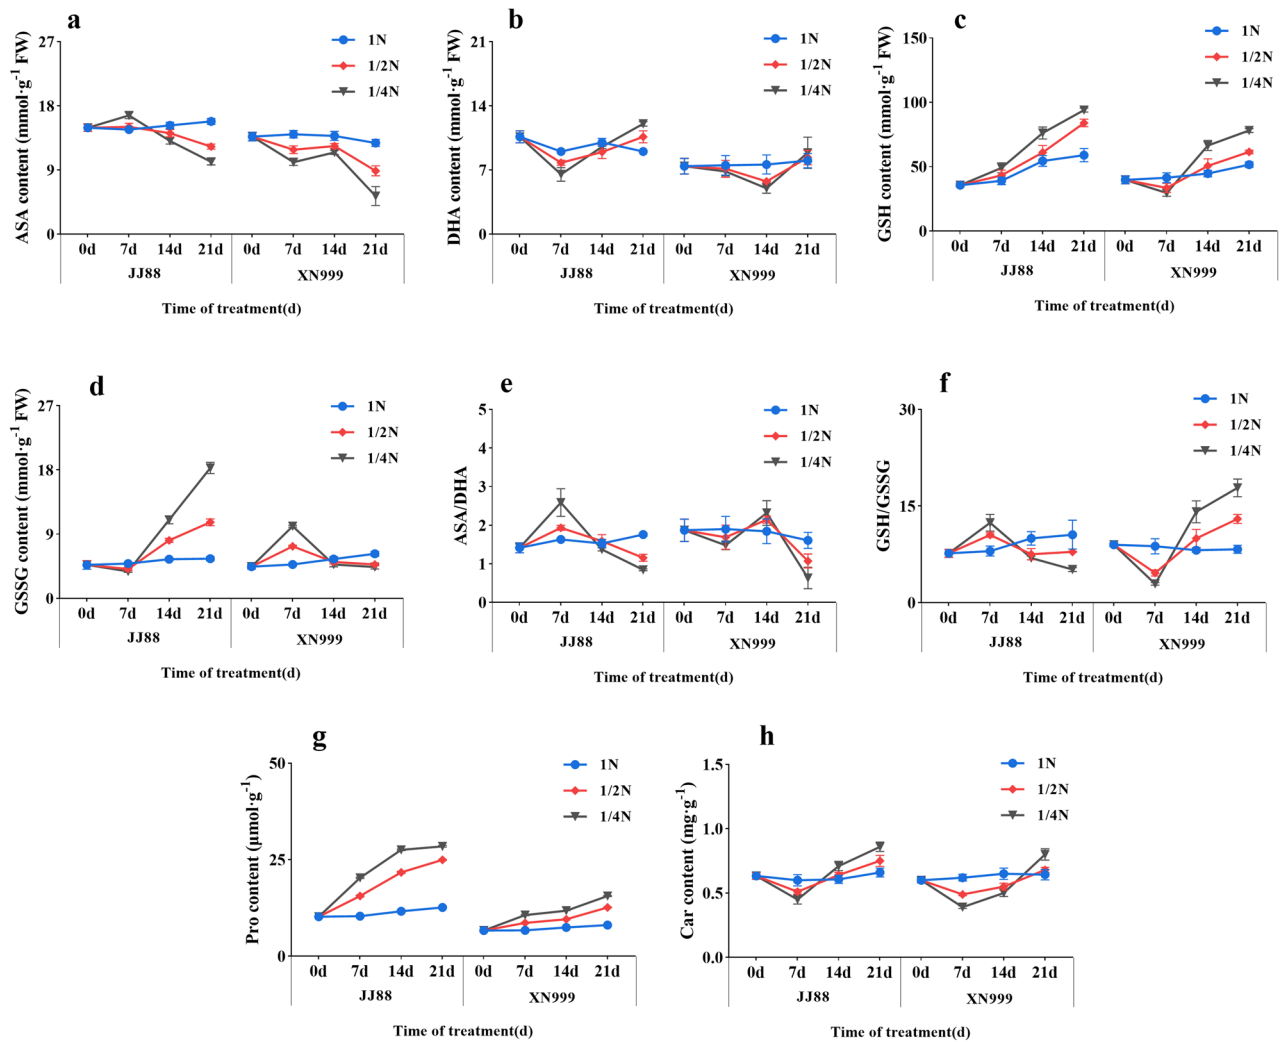 a
ASA content (mmol·g⁻¹ FW)
27
18
9
0
1N
1/2N
1/4N
0d 7d 14d 21d 0d 7d 14d 21d
JJ88 XN999
Time of treatment(d)
b
DHA content (mmol·g⁻¹ FW)
21
14
7
0
1N
1/2N
1/4N
0d 7d 14d 21d 0d 7d 14d 21d
JJ88 XN999
Time of treatment(d)
c
GSH content (mmol·g⁻¹ FW)
150
100
50
0
1N
1/2N
1/4N
0d 7d 14d 21d 0d 7d 14d 21d
JJ88 XN999
Time of treatment(d)
d
GSSG content (mmol·g⁻¹ FW)
27
18
9
0
1N
1/2N
1/4N
0d 7d 14d 21d 0d 7d 14d 21d
JJ88 XN999
Time of treatment(d)
e
ASA/DHA
5
4
3
2
1
0
1N
1/2N
1/4N
0d 7d 14d 21d 0d 7d 14d 21d
JJ88 XN999
Time of treatment(d)
f
GSH/GSSG
30
15
0
1N
1/2N
1/4N
0d 7d 14d 21d 0d 7d 14d 21d
JJ88 XN999
Time of treatment(d)
g
Pro content (μmol·g⁻¹)
50
25
0
1N
1/2N
1/4N
0d 7d 14d 21d 0d 7d 14d 21d
JJ88 XN999
Time of treatment(d)
h
Car content (mg·g⁻¹)
1.5
1.0
0.5
0.0
1N
1/2N
1/4N
0d 7d 14d 21d 0d 7d 14d 21d
JJ88 XN999
Time of treatment(d)